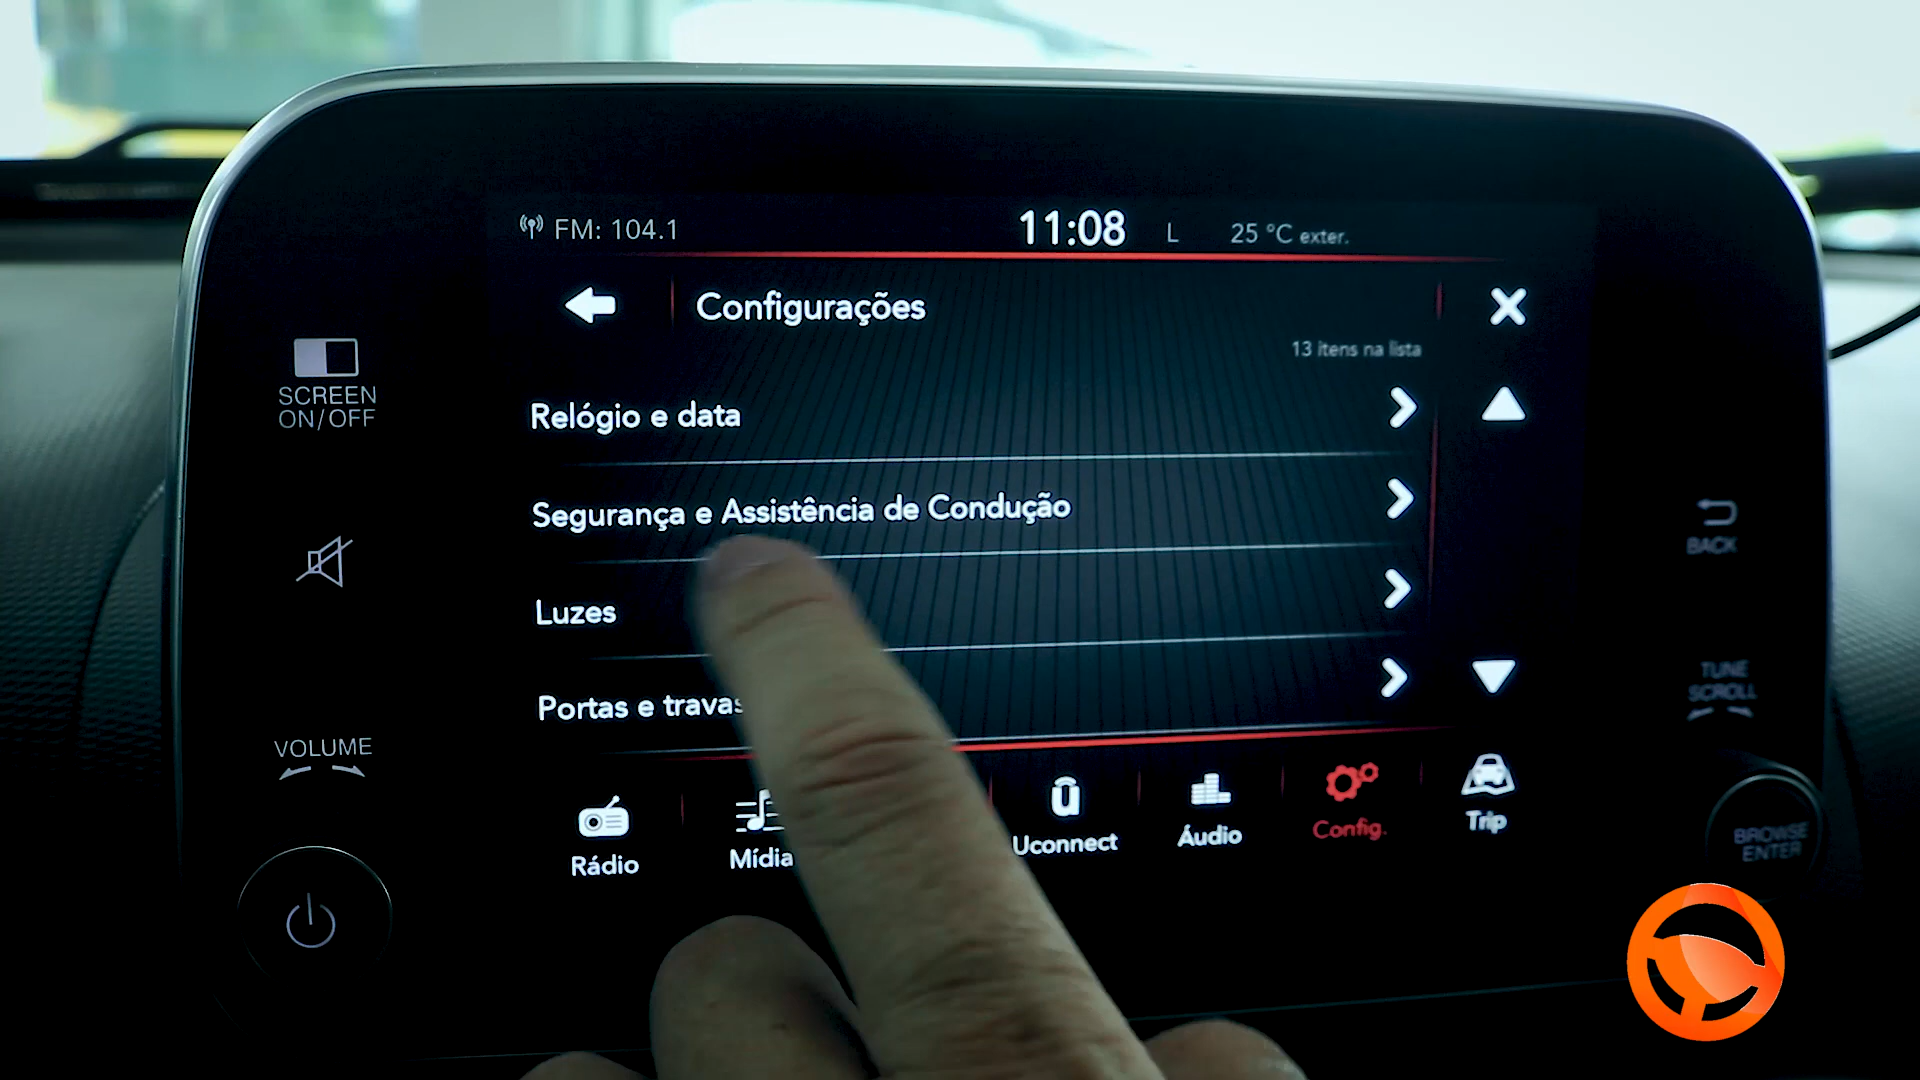 FM: 104.1
11:08
L
25 °C exter.
Configurações
13 itens na lista
Relógio e data
Segurança e Assistência de Condução
Luzes
Portas e travas
Rádio
Mídia
Uconnect
Áudio
Config.
Trip
SCREEN
ON/OFF
VOLUME
BACK
TUNE
SCROLL
BROWSE
ENTER